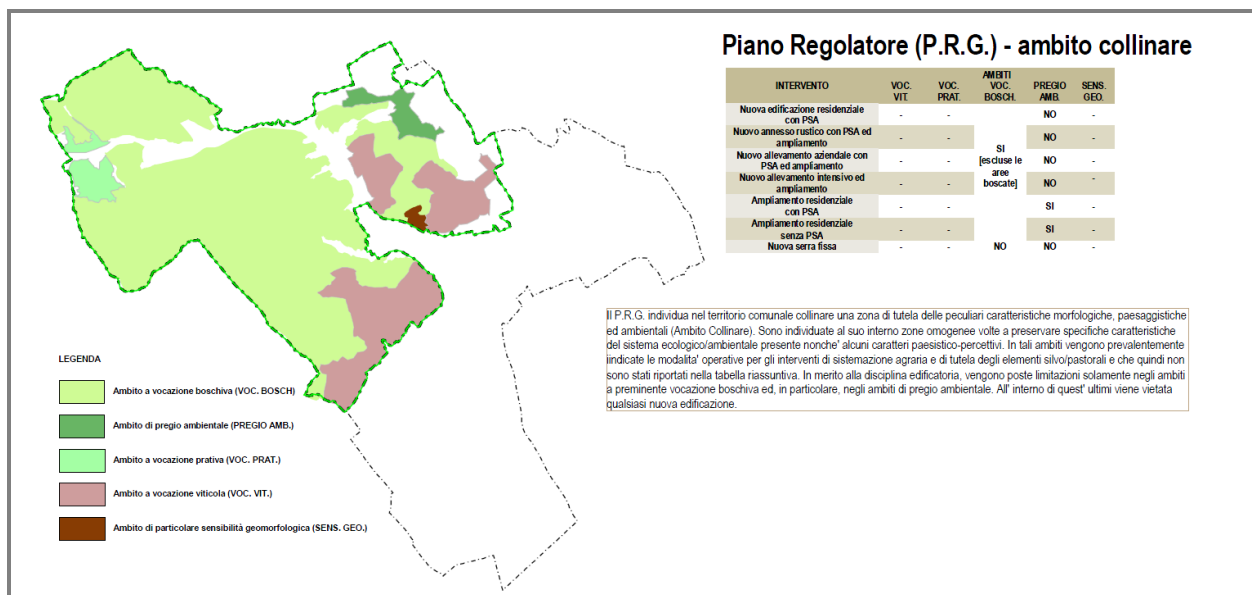 Piano Regolatore (P.R.G.) - ambito collinare
INTERVENTO VOC. VIT. VOC. PRAT. AMBITI VOC. BOSCH. PREGIO AMB. SENS. GEO.
Nuova edificazione residenziale
con PSA - - NO -
Nuovo annesso rustico con PSA ed
ampliamento - - NO -
Nuovo allevamento aziendale con
PSA ed ampliamento - - NO
Nuovo allevamento intensivo ed
ampliamento - - NO -
SI
[escluse le
aree
boscate]
Ampliamento residenziale
con PSA - - SI -
Ampliamento residenziale
senza PSA - - SI -
Nuova serra fissa - - NO NO -
Il P.R.G. individua nel territorio comunale collinare una zona di tutela delle peculiari caratteristiche morfologiche, paesaggistiche
ed ambientali (Ambito Collinare). Sono individuate al suo interno zone omogenee volte a preservare specifiche caratteristiche
del sistema ecologico/ambientale presente nonche' alcuni caratteri paesistico-percettivi. In tali ambiti vengono prevalentemente
indicate le modalita' operative per gli interventi di sistemazione agraria e di tutela degli elementi silvo/pastorali e che quindi non
sono stati riportati nella tabella riassuntiva. In merito alla disciplina edificatoria, vengono poste limitazioni solamente negli ambiti
a preminente vocazione boschiva ed, in particolare, negli ambiti di pregio ambientale. All' interno di quest' ultimi viene vietata
qualsiasi nuova edificazione.
LEGENDA
Ambito a vocazione boschiva (VOC. BOSCH)
Ambito di pregio ambientale (PREGIO AMB.)
Ambito a vocazione prativa (VOC. PRAT.)
Ambito a vocazione viticola (VOC. VIT.)
Ambito di particolare sensibilità geomorfologica (SENS. GEO.)